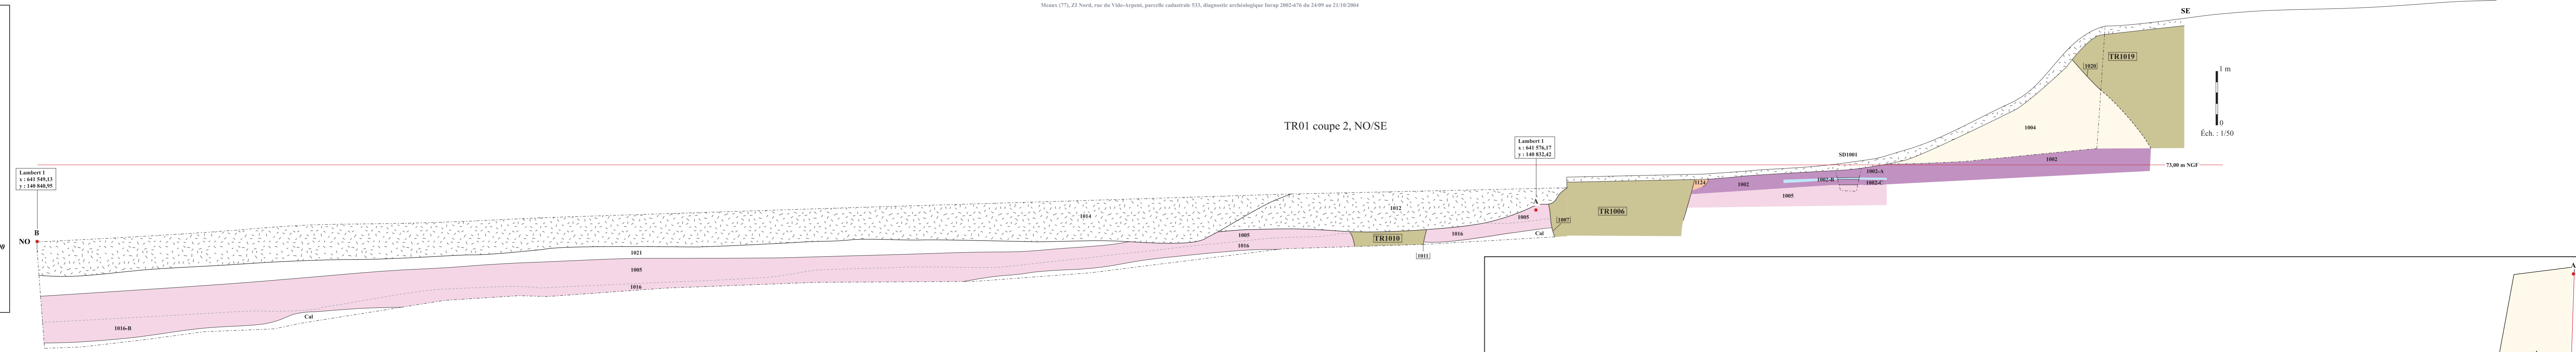 Meaux (77), ZI Nord, rue du Vide-Argent, parcelle cadastrale 533, diagnostic archéologique Inrap 2002-676 du 24/09 au 21/10/2004
SE
TR1019
1020
1 m
0
Éch. : 1/50
TR01 coupe 2, NO/SE
1004
Lambert 1
x : 641 576,17
y : 140 832,42
SD1001
1002
73,00 m NGF
Lambert 1
x : 641 549,13
y : 140 840,95
1002-A
1002-B
1002-C
1124
1002
1005
A
1014
1012
1005
TR1006
1007
B
NO
1005
1016
TR1010
1016
Cal
1011
1021
1005
1016
Cal
1016-B
A